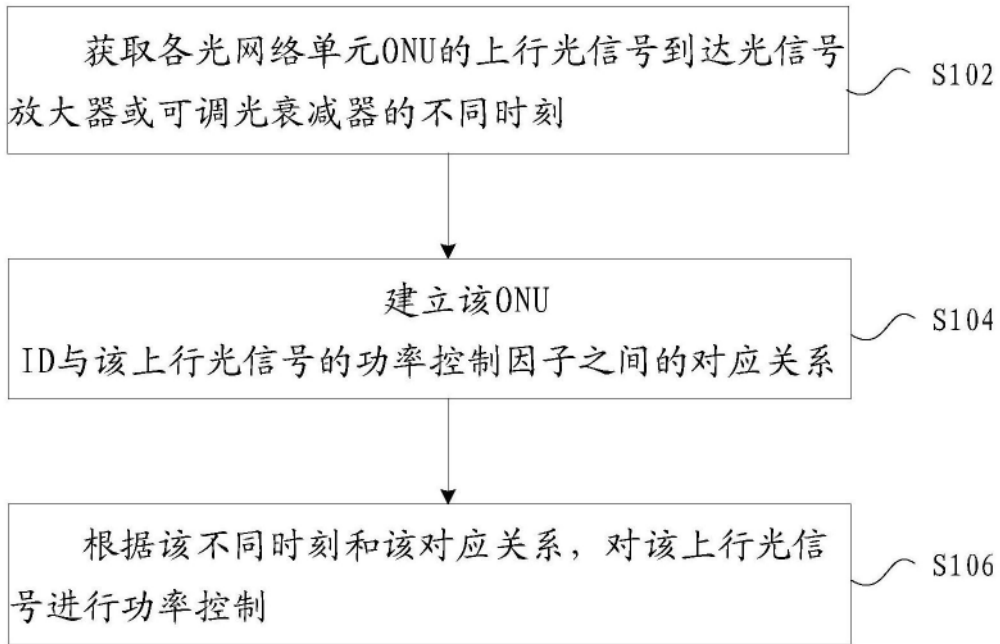 获取各光网络单元ONU的上行光信号到达光信号
放大器或可调光衰减器的不同时刻
S102
建立该ONU
ID与该上行光信号的功率控制因子之间的对应关系
S104
根据该不同时刻和该对应关系，对该上行光信
号进行功率控制
S106